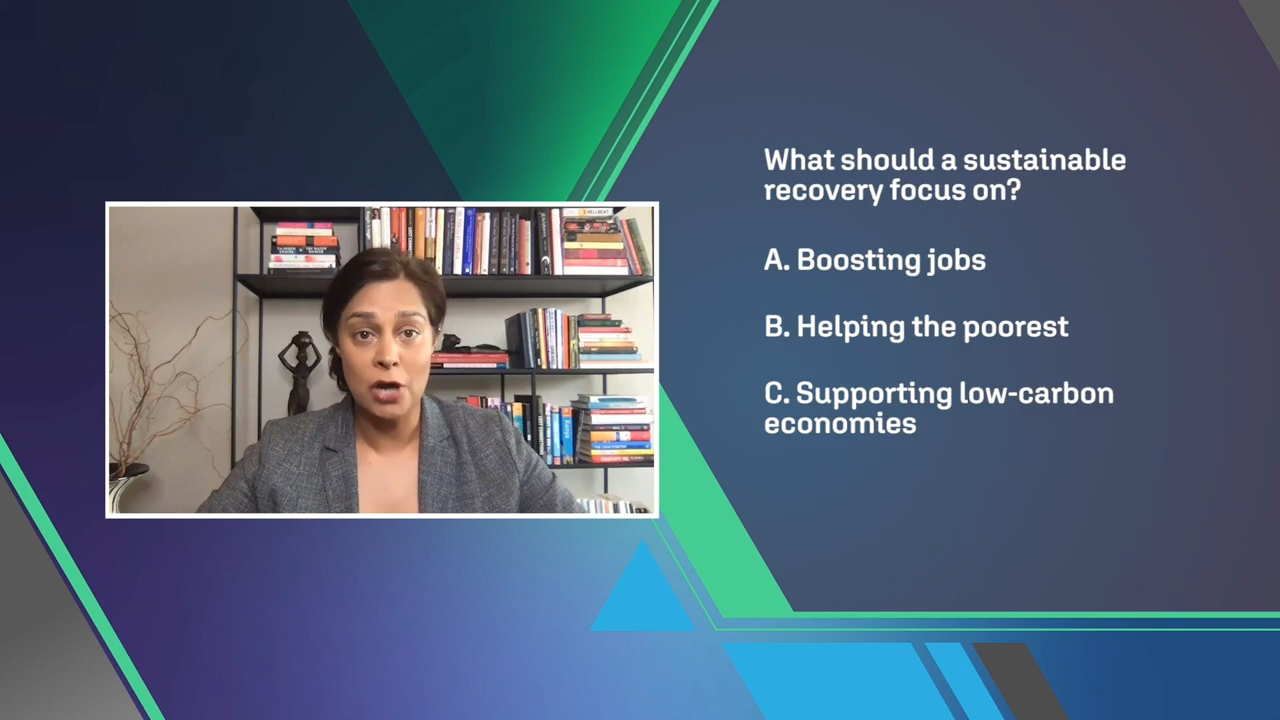 What should a sustainable
recovery focus on?
A. Boosting jobs
B. Helping the poorest
C. Supporting low-carbon
economies